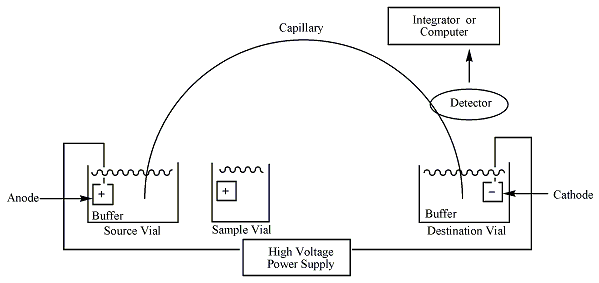 Integrator or
Computer
Capillary
Detector
Anode
+
Buffer
Source Vial
+
Sample Vial
−
Buffer
Destination Vial
Cathode
High Voltage
Power Supply